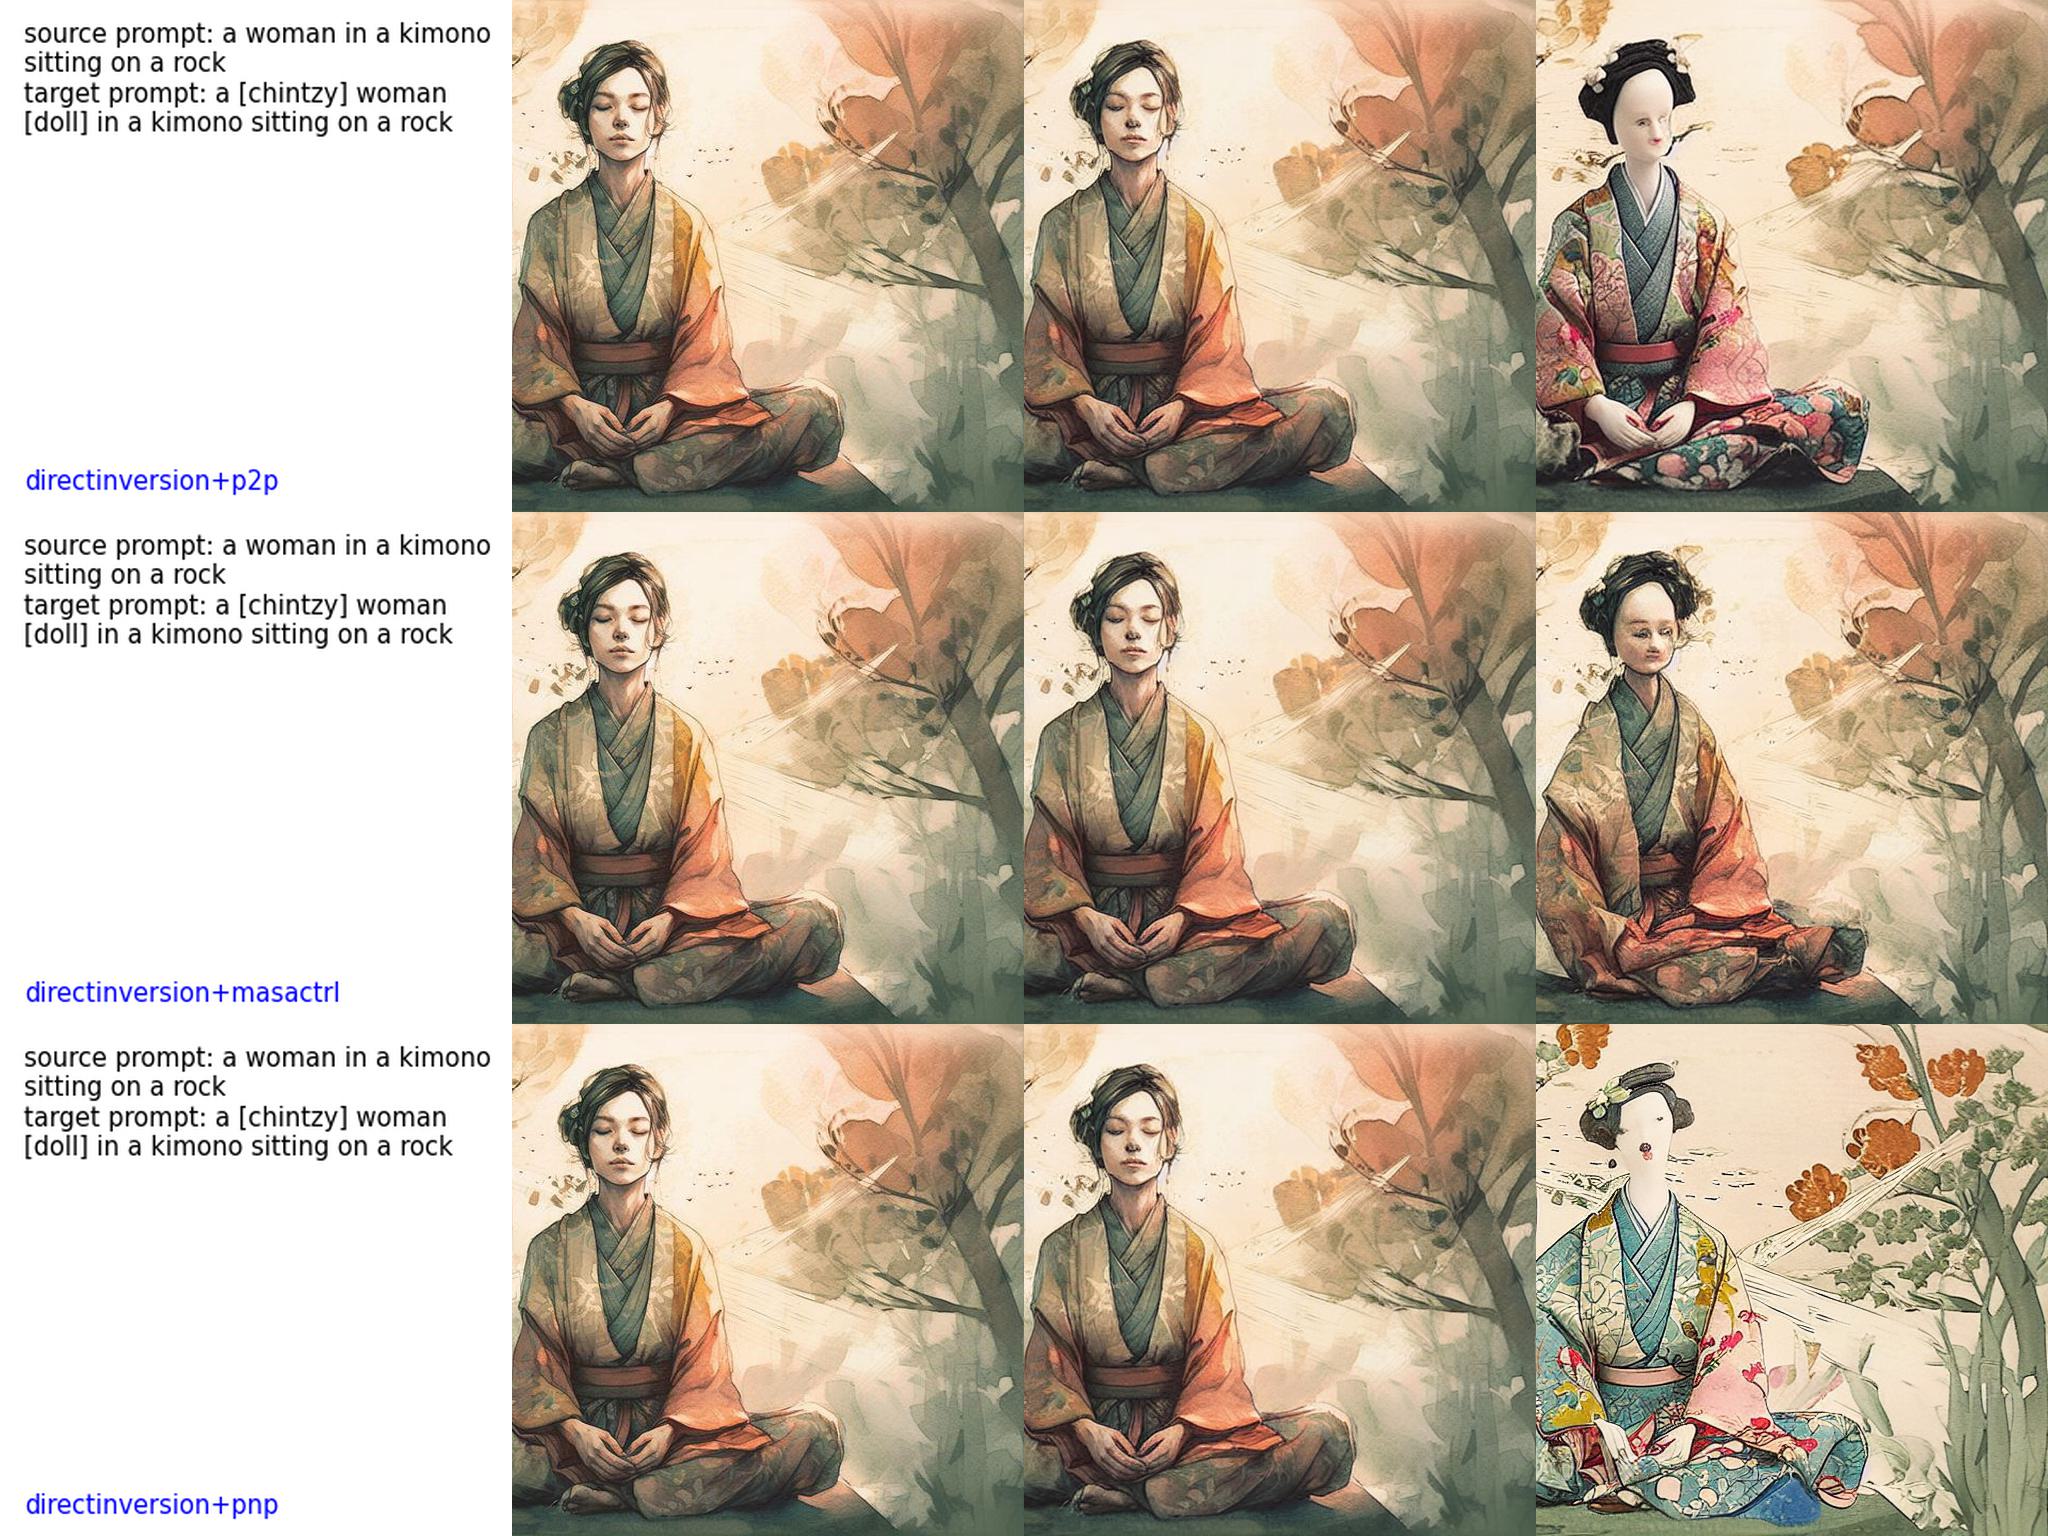 source prompt: a woman in a kimono
sitting on a rock
target prompt: a [chintzy] woman
[doll] in a kimono sitting on a rock
directinversion+p2p
source prompt: a woman in a kimono
sitting on a rock
target prompt: a [chintzy] woman
[doll] in a kimono sitting on a rock
directinversion+masactrl
source prompt: a woman in a kimono
sitting on a rock
target prompt: a [chintzy] woman
[doll] in a kimono sitting on a rock
directinversion+pnp